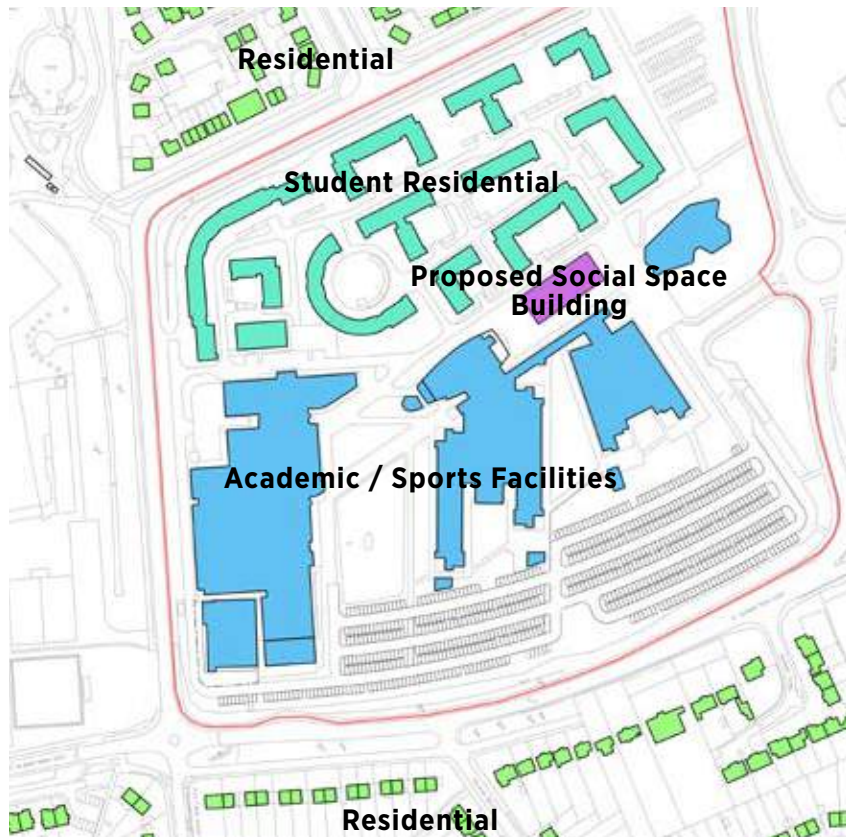 Residential
Student Residential
Proposed Social Space
Building
Academic / Sports Facilities
Residential